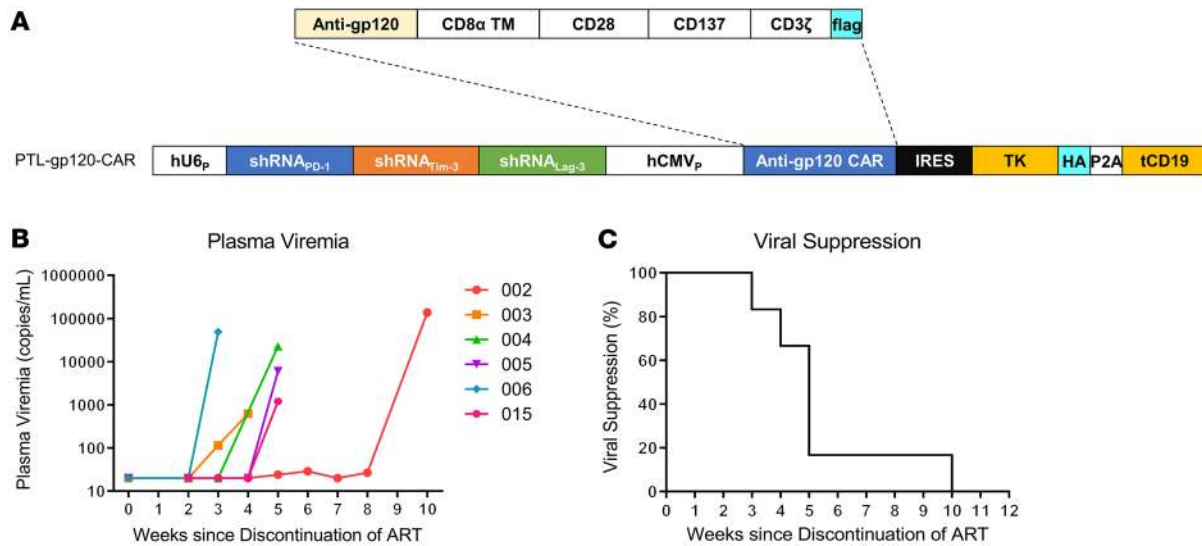 A
Anti-gp120 CD8α TM CD28 CD137 CD3ζ flag
PTL-gp120-CAR hU6P shRNAPD-1 shRNATim-3 shRNALag-3 hCMVP Anti-gp120 CAR IRES TK HA P2A tCD19
B
Plasma Viremia
Plasma Viremia (copies/mL)
1000000
100000
10000
1000
100
10
0 1 2 3 4 5 6 7 8 9 10
Weeks since Discontinuation of ART
002
003
004
005
006
015
C
Viral Suppression
Viral Suppression (%)
100
80
60
40
20
0
0 1 2 3 4 5 6 7 8 9 10 11 12
Weeks since Discontinuation of ART